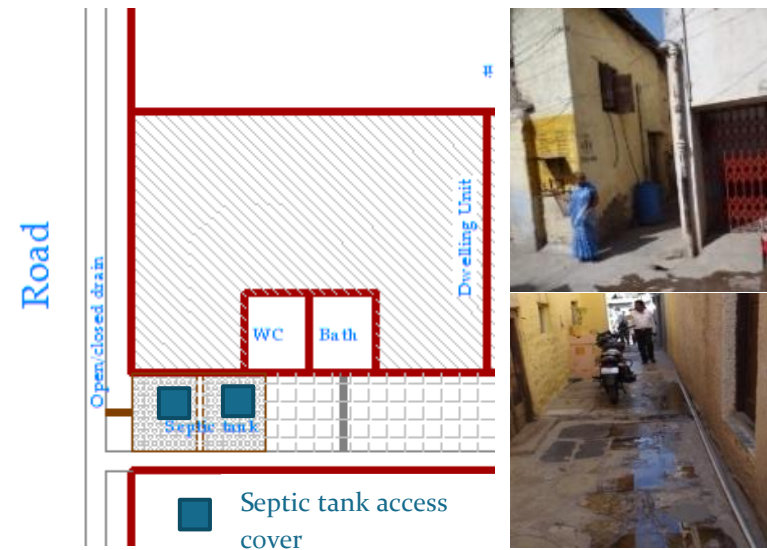 Road
Open/closed drain
Dwelling Unit
#
WC
Bath
Septic tank
Septic tank access
cover